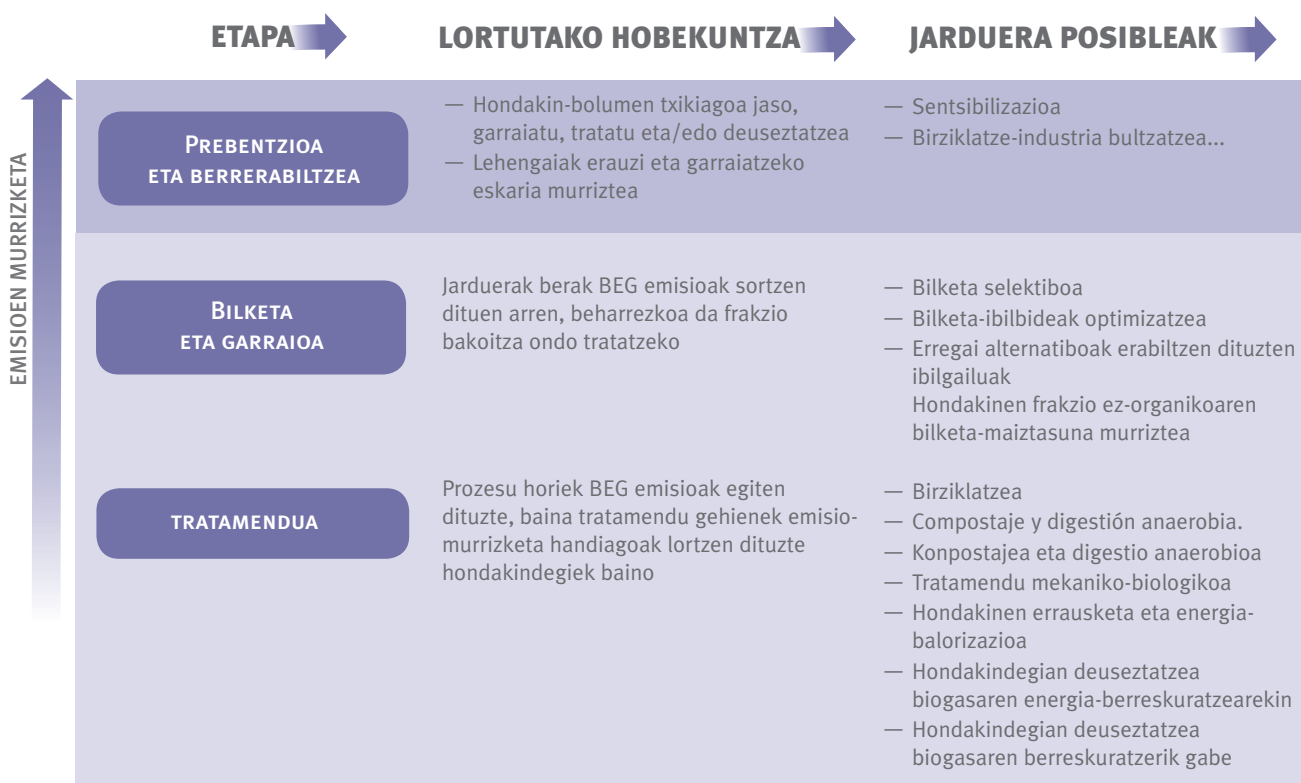 ETAPA
LORTUTAKO HOBEKUNTZA
JARDUERA POSIBLEAK
EMISIOEN MURRIZKETA
PREBENTZIOA
ETA BERRERABILTZEA
— Hondakin-bolumen txikiagoa jaso,
garraiatu, tratatu eta/edo deuseztatzea
— Lehengaiak erauzi eta garraiatzeko
eskaria murriztea
— Sentsibilizazioa
— Birziklatze-industria bultzatzea...
BILKETA
ETA GARRAIOA
Jarduerak berak BEG emisioak sortzen
dituen arren, beharrezkoa da frakzio
bakoitza ondo tratatzeko
— Bilketa selektiboa
— Bilketa-ibilbideak optimizatzea
— Erregai alternatiboak erabiltzen dituzten
ibilgailuak
Hondakinen frakzio ez-organikoaren
bilketa-maiztasuna murriztea
TRATAMENDUA
Prozesu horiek BEG emisioak egiten
dituzte, baina tratamendu gehienek emisio-
murrizketa handiagoak lortzen dituzte
hondakindegiek baino
— Birziklatzea
— Compostaje y digestión anaerobia.
— Konpostajea eta digestio anaerobioa
— Tratamendu mekaniko-biologikoa
— Hondakinen errausketa eta energia-
balorizazioa
— Hondakindegian deuseztatzea
biogasaren energia-berreskuratzearekin
— Hondakindegian deuseztatzea
biogasaren berreskuratzerik gabe